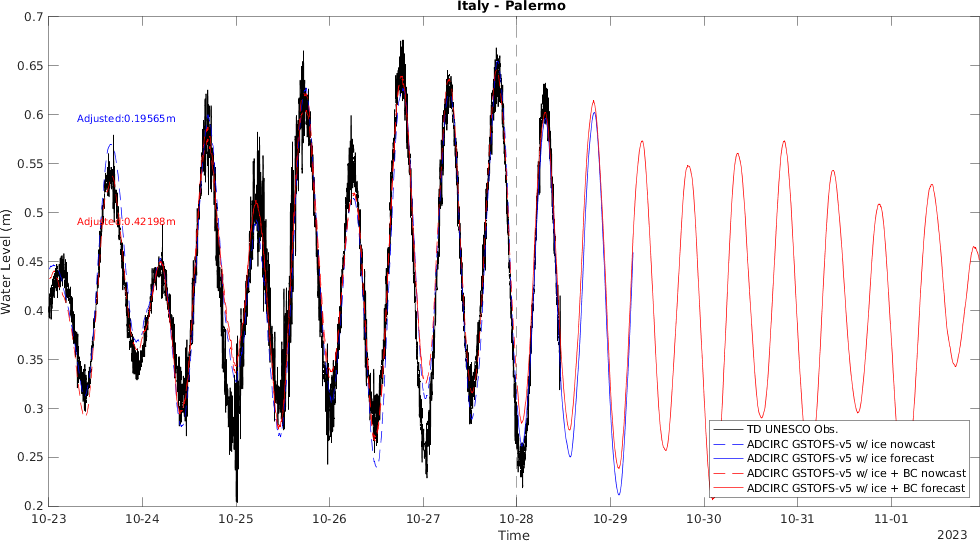 Italy - Palermo
0.7
0.65
0.6
0.55
0.5
0.45
0.4
0.35
0.3
0.25
0.2
Water Level (m)
Adjusted:0.19565m
Adjusted:0.42198m
TD UNESCO Obs.
ADCIRC GSTOFS-v5 w/ ice nowcast
ADCIRC GSTOFS-v5 w/ ice forecast
ADCIRC GSTOFS-v5 w/ ice + BC nowcast
ADCIRC GSTOFS-v5 w/ ice + BC forecast
10-23 10-24 10-25 10-26 10-27 10-28 10-29 10-30 10-31 11-01
Time
2023